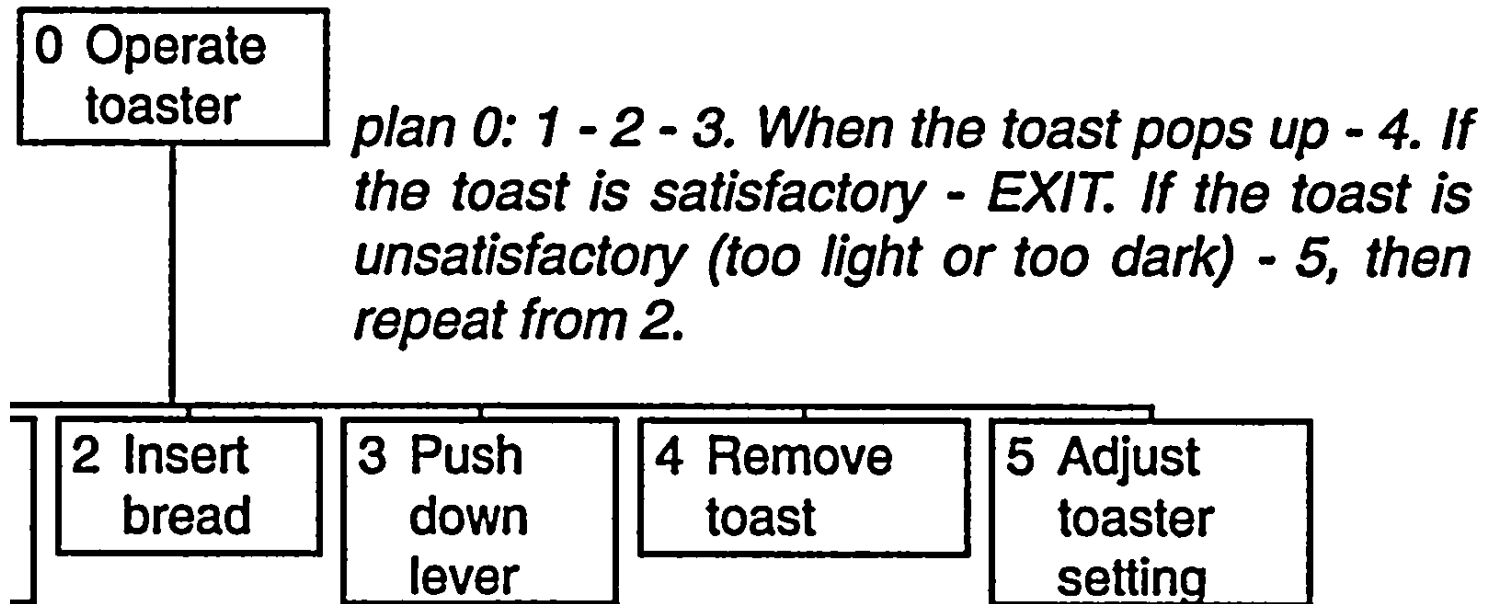 0 Operate
toaster
plan 0: 1 - 2 - 3. When the toast pops up - 4. If
the toast is satisfactory - EXIT. If the toast is
unsatisfactory (too light or too dark) - 5, then
repeat from 2.
2 Insert
bread
3 Push
down
lever
4 Remove
toast
5 Adjust
toaster
setting